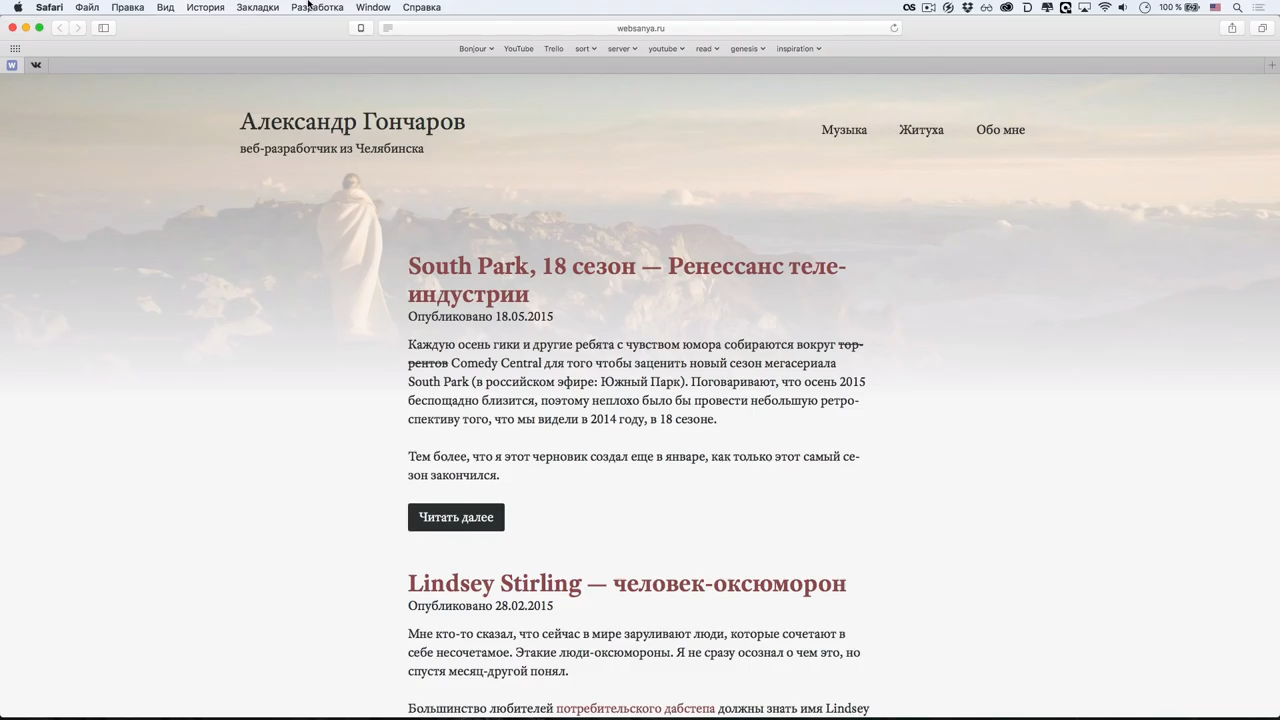 Safari Файл Правка Вид История Закладки Разработка Window Справка
100 %
websanya.ru
Bonjour YouTube Trello sort server youtube read genesis inspiration
Александр Гончаров
веб-разработчик из Челябинска
Музыка Житуха Обо мне
South Park, 18 сезон — Ренессанс теле-
индустрии
Опубликовано 18.05.2015
Каждую осень гики и другие ребята с чувством юмора собираются вокруг тор-
рентов Comedy Central для того чтобы заценить новый сезон мегасериала
South Park (в российском эфире: Южный Парк). Поговаривают, что осень 2015
беспощадно близится, поэтому неплохо было бы провести небольшую ретро-
спективу того, что мы видели в 2014 году, в 18 сезоне.
Тем более, что я этот черновик создал еще в январе, как только этот самый се-
зон закончился.
Читать далее
Lindsey Stirling — человек-оксюморон
Опубликовано 28.02.2015
Мне кто-то сказал, что сейчас в мире заруливают люди, которые сочетают в
себе несочетамое. Этакие люди-оксюмороны. Я не сразу осознал о чем это, но
спустя месяц-другой понял.
Большинство любителей потребительского дабстепа должны знать имя Lindsey